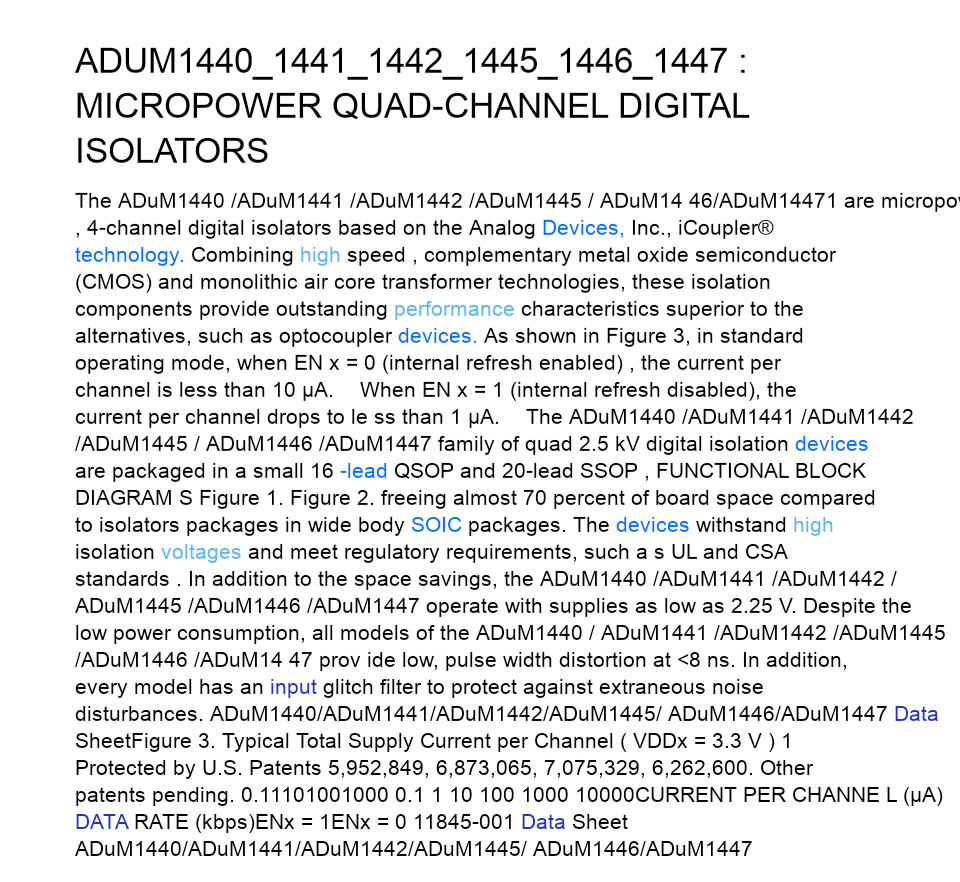 ADUM1440_1441_1442_1445_1446_1447 :
MICROPOWER QUAD-CHANNEL DIGITAL
ISOLATORS
The ADuM1440 /ADuM1441 /ADuM1442 /ADuM1445 / ADuM14 46/ADuM14471 are micropo
, 4-channel digital isolators based on the Analog Devices, Inc., iCoupler®
technology. Combining high speed , complementary metal oxide semiconductor
(CMOS) and monolithic air core transformer technologies, these isolation
components provide outstanding performance characteristics superior to the
alternatives, such as optocoupler devices. As shown in Figure 3, in standard
operating mode, when EN x = 0 (internal refresh enabled) , the current per
channel is less than 10 μA.    When EN x = 1 (internal refresh disabled), the
current per channel drops to le ss than 1 μA.    The ADuM1440 /ADuM1441 /ADuM1442
/ADuM1445 / ADuM1446 /ADuM1447 family of quad 2.5 kV digital isolation devices
are packaged in a small 16 -lead QSOP and 20-lead SSOP , FUNCTIONAL BLOCK
DIAGRAM S Figure 1. Figure 2. freeing almost 70 percent of board space compared
to isolators packages in wide body SOIC packages. The devices withstand high
isolation voltages and meet regulatory requirements, such a s UL and CSA
standards . In addition to the space savings, the ADuM1440 /ADuM1441 /ADuM1442 /
ADuM1445 /ADuM1446 /ADuM1447 operate with supplies as low as 2.25 V. Despite the
low power consumption, all models of the ADuM1440 / ADuM1441 /ADuM1442 /ADuM1445
/ADuM1446 /ADuM14 47 prov ide low, pulse width distortion at <8 ns. In addition,
every model has an input glitch filter to protect against extraneous noise
disturbances. ADuM1440/ADuM1441/ADuM1442/ADuM1445/ ADuM1446/ADuM1447 Data
SheetFigure 3. Typical Total Supply Current per Channel ( VDDx = 3.3 V ) 1
Protected by U.S. Patents 5,952,849, 6,873,065, 7,075,329, 6,262,600. Other
patents pending. 0.11101001000 0.1 1 10 100 1000 10000CURRENT PER CHANNE L (μA)
DATA RATE (kbps)ENx = 1ENx = 0 11845-001 Data Sheet
ADuM1440/ADuM1441/ADuM1442/ADuM1445/ ADuM1446/ADuM1447